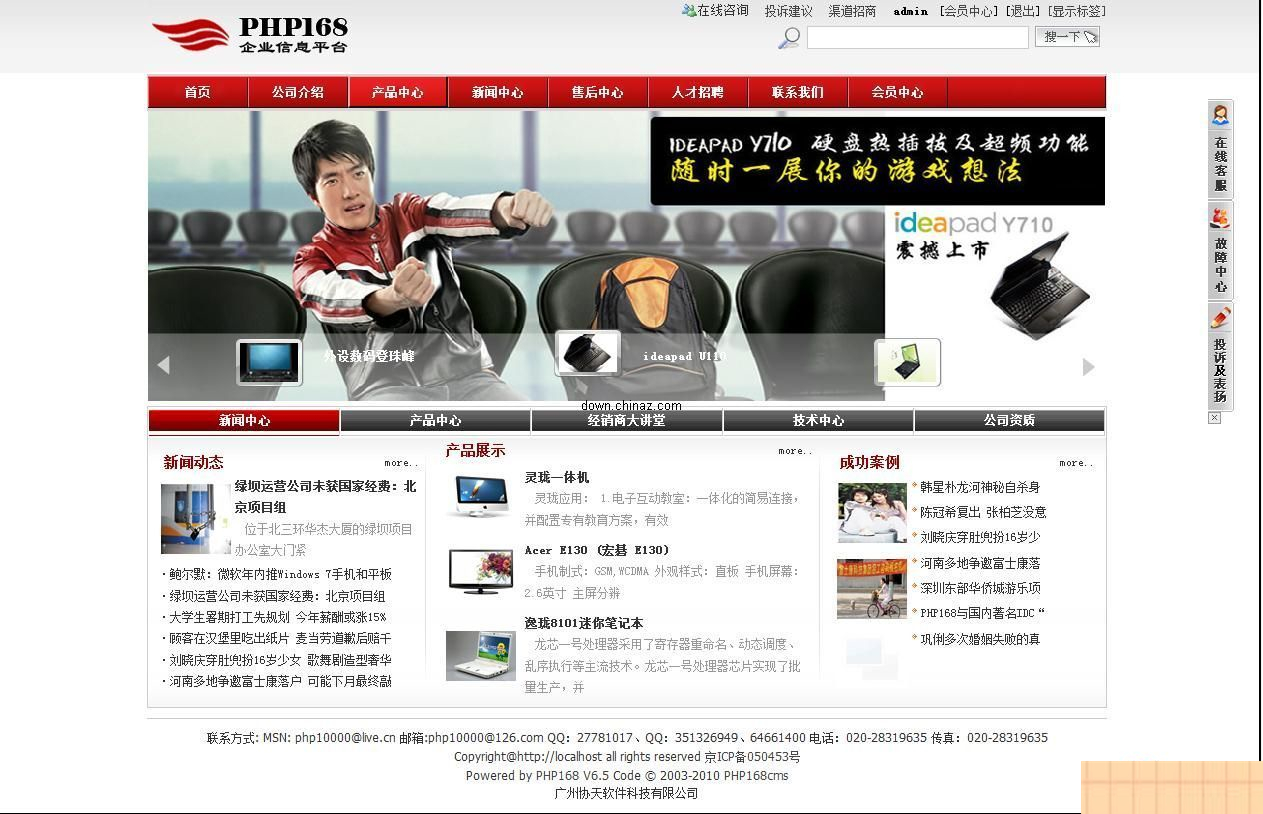 在线咨询 投诉建议 渠道招商 admin [会员中心] [退出] [显示标签]
PHP168
企业信息平台
搜一下
首页 公司介绍 产品中心 新闻中心 售后中心 人才招聘 联系我们 会员中心
IDEAPAD Y710 硬盘热插拔及超频功能
随时一展你的游戏想法
ideapad Y710
震撼上市
外设数码登珠峰
ideapad U110
在线客服
故障中心
投诉及表扬
down.chinaz.com
新闻中心 产品中心 经销商大讲堂 技术中心 公司资质
新闻动态 more..
绿坝运营公司未获国家经费：北
京项目组
位于北三环华杰大厦的绿坝项目
办公室大门紧
·鲍尔默：微软年内推Windows 7手机和平板
·绿坝运营公司未获国家经费：北京项目组
·大学生暑期打工先规划 今年薪酬或涨15%
·顾客在汉堡里吃出纸片 麦当劳道歉后赔千
·刘晓庆穿肚兜扮16岁少女 歌舞剧造型奢华
·河南多地争邀富士康落户 可能下月最终敲
产品展示 more..
灵珑一体机
灵珑应用： 1.电子互动教室：一体化的简易连接，
并配置专有教育方案，有效
Acer E130 (宏碁 E130)
手机制式：GSM,WCDMA 外观样式：直板 手机屏幕：
2.6英寸 主屏分辨
逸珑8101迷你笔记本
龙芯一号处理器采用了寄存器重命名、动态调度、
乱序执行等主流技术。龙芯一号处理器芯片实现了批
量生产，并
成功案例 more..
韩星朴龙河神秘自杀身
陈冠希复出 张柏芝没意
刘晓庆穿肚兜扮16岁少
河南多地争邀富士康落
深圳东部华侨城游乐项
PHP168与国内著名IDC“
巩俐多次婚姻失败的真
联系方式: MSN: php10000@live.cn 邮箱:php10000@126.com QQ：27781017、QQ：351326949、64661400 电话：020-28319635 传真：020-28319635
Copyright@http://localhost all rights reserved 京ICP备050453号
Powered by PHP168 V6.5 Code © 2003-2010 PHP168cms
广州协天软件科技有限公司